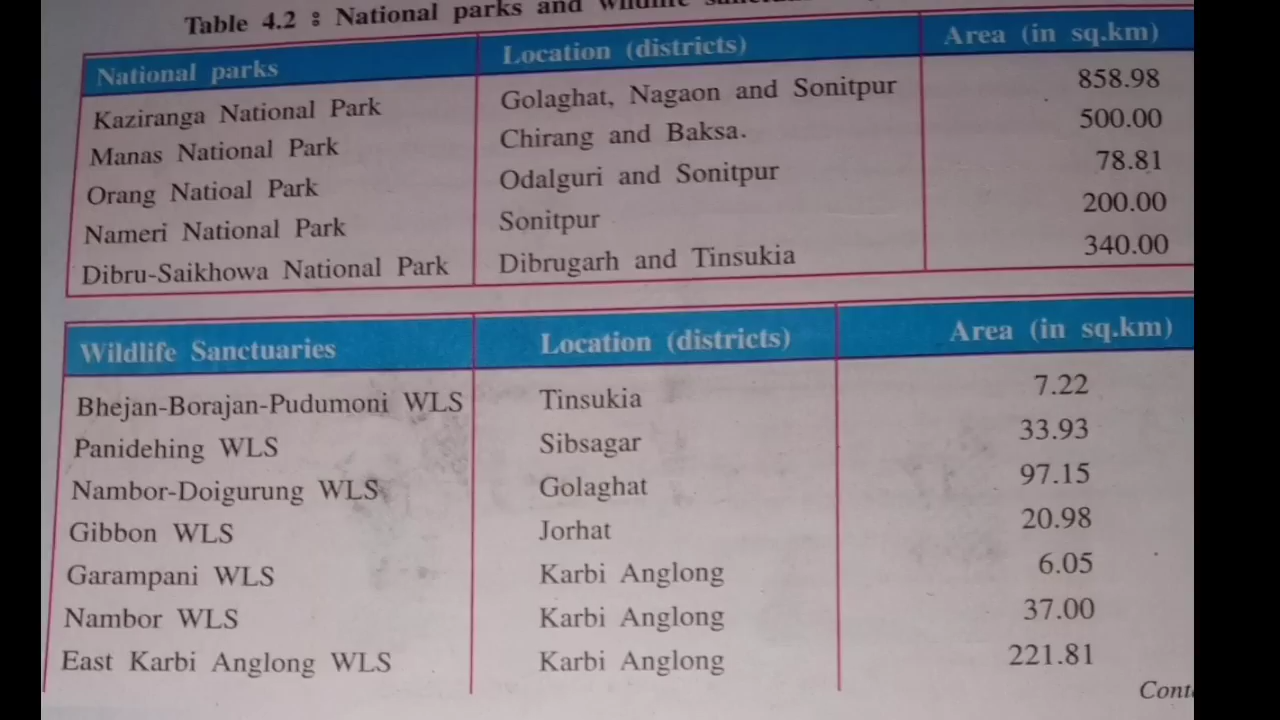 Table 4.2 : National parks and wildlife
National parks Location (districts) Area (in sq.km)
Kaziranga National Park Golaghat, Nagaon and Sonitpur 858.98
Manas National Park Chirang and Baksa. 500.00
Orang Natioal Park Odalguri and Sonitpur 78.81
Nameri National Park Sonitpur 200.00
Dibru-Saikhowa National Park Dibrugarh and Tinsukia 340.00
Wildlife Sanctuaries Location (districts) Area (in sq.km)
Bhejan-Borajan-Pudumoni WLS Tinsukia 7.22
Panidehing WLS Sibsagar 33.93
Nambor-Doigurung WLS Golaghat 97.15
Gibbon WLS Jorhat 20.98
Garampani WLS Karbi Anglong 6.05
Nambor WLS Karbi Anglong 37.00
East Karbi Anglong WLS Karbi Anglong 221.81